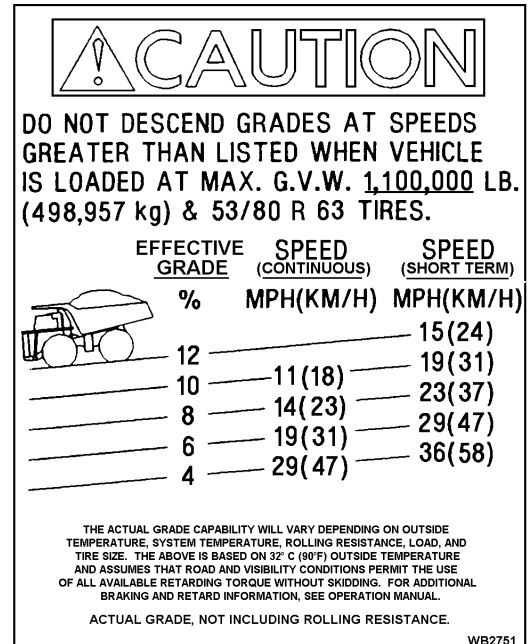 CAUTION
DO NOT DESCEND GRADES AT SPEEDS
GREATER THAN LISTED WHEN VEHICLE
IS LOADED AT MAX. G.V.W. 1,100,000 LB.
(498,957 kg) & 53/80 R 63 TIRES.
EFFECTIVE GRADE SPEED (CONTINUOUS) SPEED (SHORT TERM)
% MPH(KM/H) MPH(KM/H)
12 15(24)
10 11(18) 19(31)
8 14(23) 23(37)
6 19(31) 29(47)
4 29(47) 36(58)
THE ACTUAL GRADE CAPABILITY WILL VARY DEPENDING ON OUTSIDE
TEMPERATURE, SYSTEM TEMPERATURE, ROLLING RESISTANCE, LOAD, AND
TIRE SIZE. THE ABOVE IS BASED ON 32° C (90°F) OUTSIDE TEMPERATURE
AND ASSUMES THAT ROAD AND VISIBILITY CONDITIONS PERMIT THE USE
OF ALL AVAILABLE RETARDING TORQUE WITHOUT SKIDDING. FOR ADDITIONAL
BRAKING AND RETARD INFORMATION, SEE OPERATION MANUAL.
ACTUAL GRADE, NOT INCLUDING ROLLING RESISTANCE.
WB2751